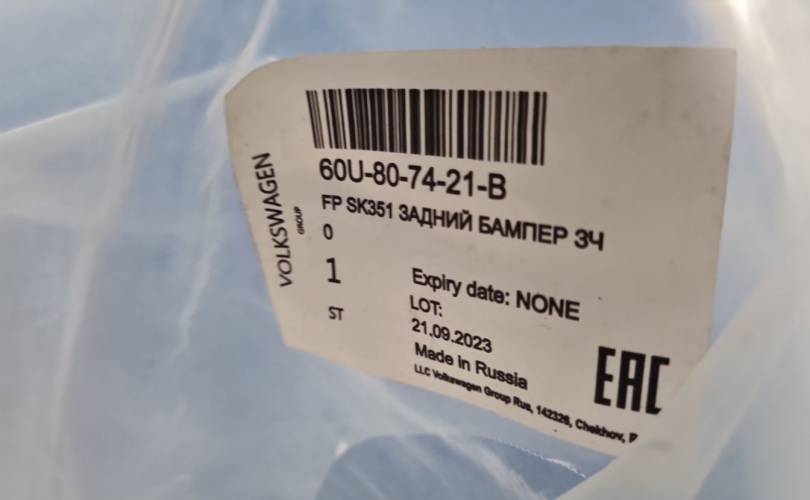 VOLKSWAGEN
GROUP
60U-80-74-21-B
FP SK351 ЗАДНИЙ БАМПЕР ЗЧ
0
1
ST
Expiry date: NONE
LOT:
21.09.2023
Made in Russia
LLC Volkswagen Group Rus, 142326, Chekhov,
EAC